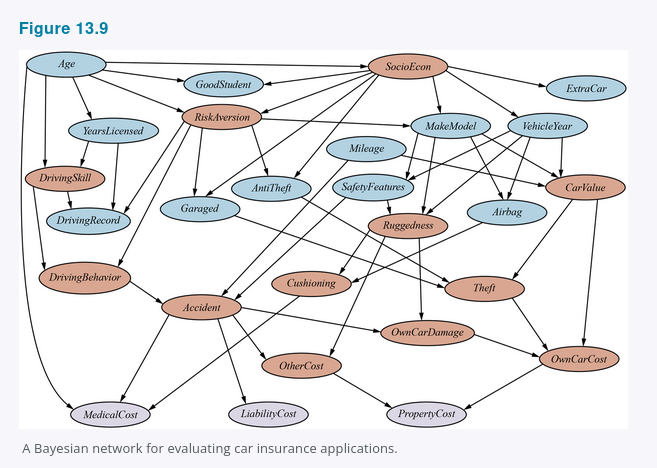 Figure 13.9
Age
SocioEcon
GoodStudent
ExtraCar
RiskAversion
YearsLicensed
MakeModel
VehicleYear
Mileage
DrivingSkill
AntiTheft
SafetyFeatures
CarValue
Garaged
Airbag
DrivingRecord
Ruggedness
DrivingBehavior
Cushioning
Theft
Accident
OwnCarDamage
OwnCarCost
OtherCost
MedicalCost
LiabilityCost
PropertyCost
A Bayesian network for evaluating car insurance applications.